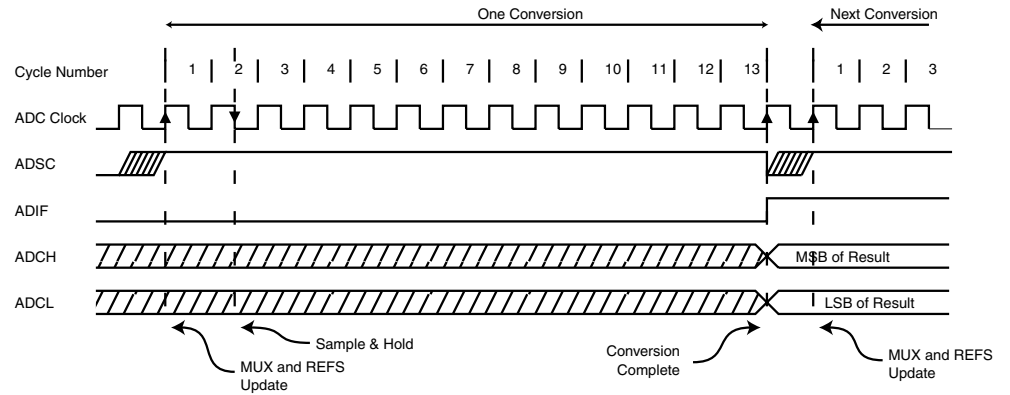 One Conversion
Next Conversion
Cycle Number
1 2 3 4 5 6 7 8 9 10 11 12 13 1 2 3
ADC Clock
ADSC
ADIF
ADCH
MSB of Result
ADCL
LSB of Result
Sample & Hold
MUX and REFS
Update
Conversion
Complete
MUX and REFS
Update